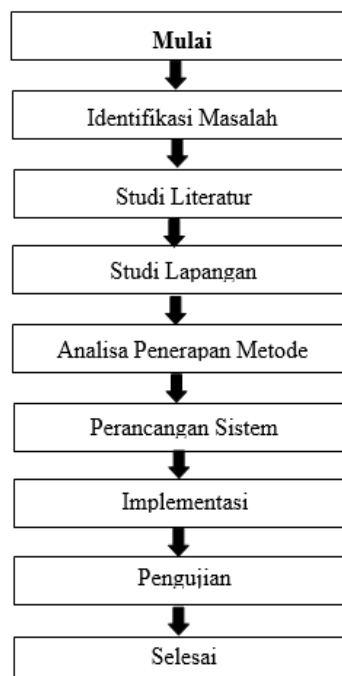 Mulai
Identifikasi Masalah
Studi Literatur
Studi Lapangan
Analisa Penerapan Metode
Perancangan Sistem
Implementasi
Pengujian
Selesai